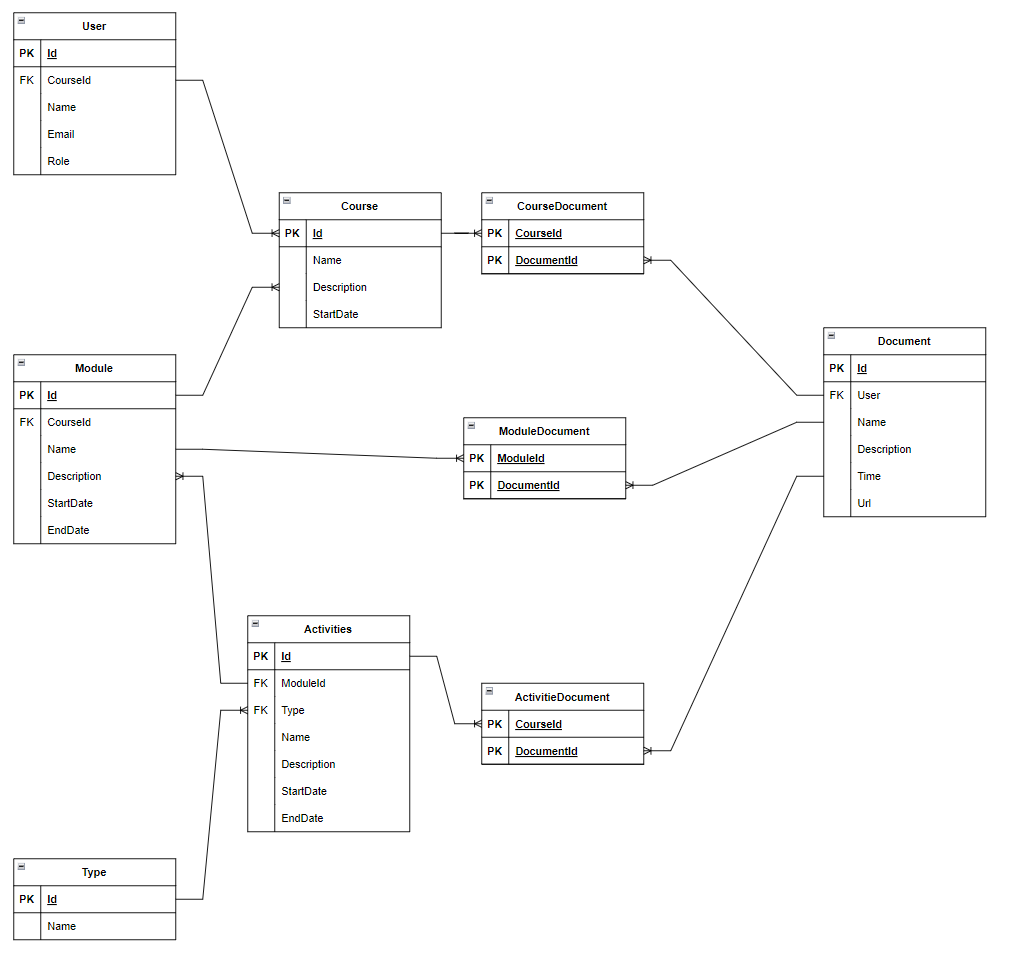 User
PK Id
FK CourseId
Name
Email
Role
Course
PK Id
Name
Description
StartDate
CourseDocument
PK CourseId
PK DocumentId
Document
PK Id
FK User
Name
Description
Time
Url
Module
PK Id
FK CourseId
Name
Description
StartDate
EndDate
ModuleDocument
PK ModuleId
PK DocumentId
Activities
PK Id
FK ModuleId
FK Type
Name
Description
StartDate
EndDate
ActivitieDocument
PK CourseId
PK DocumentId
Type
PK Id
Name